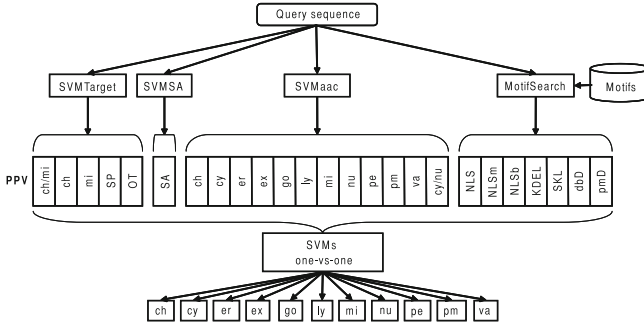 Query sequence
SVMTarget
SVMSA
SVMaac
MotifSearch
Motifs
PPV
ch/mi
ch
mi
SP
OT
SA
ch
cy
er
ex
go
ly
mi
nu
pe
pm
va
cy/nu
NLS
NLSm
NLSb
KDEL
SKL
dbD
pmD
SVMs
one-vs-one
ch
cy
er
ex
go
ly
mi
nu
pe
pm
va